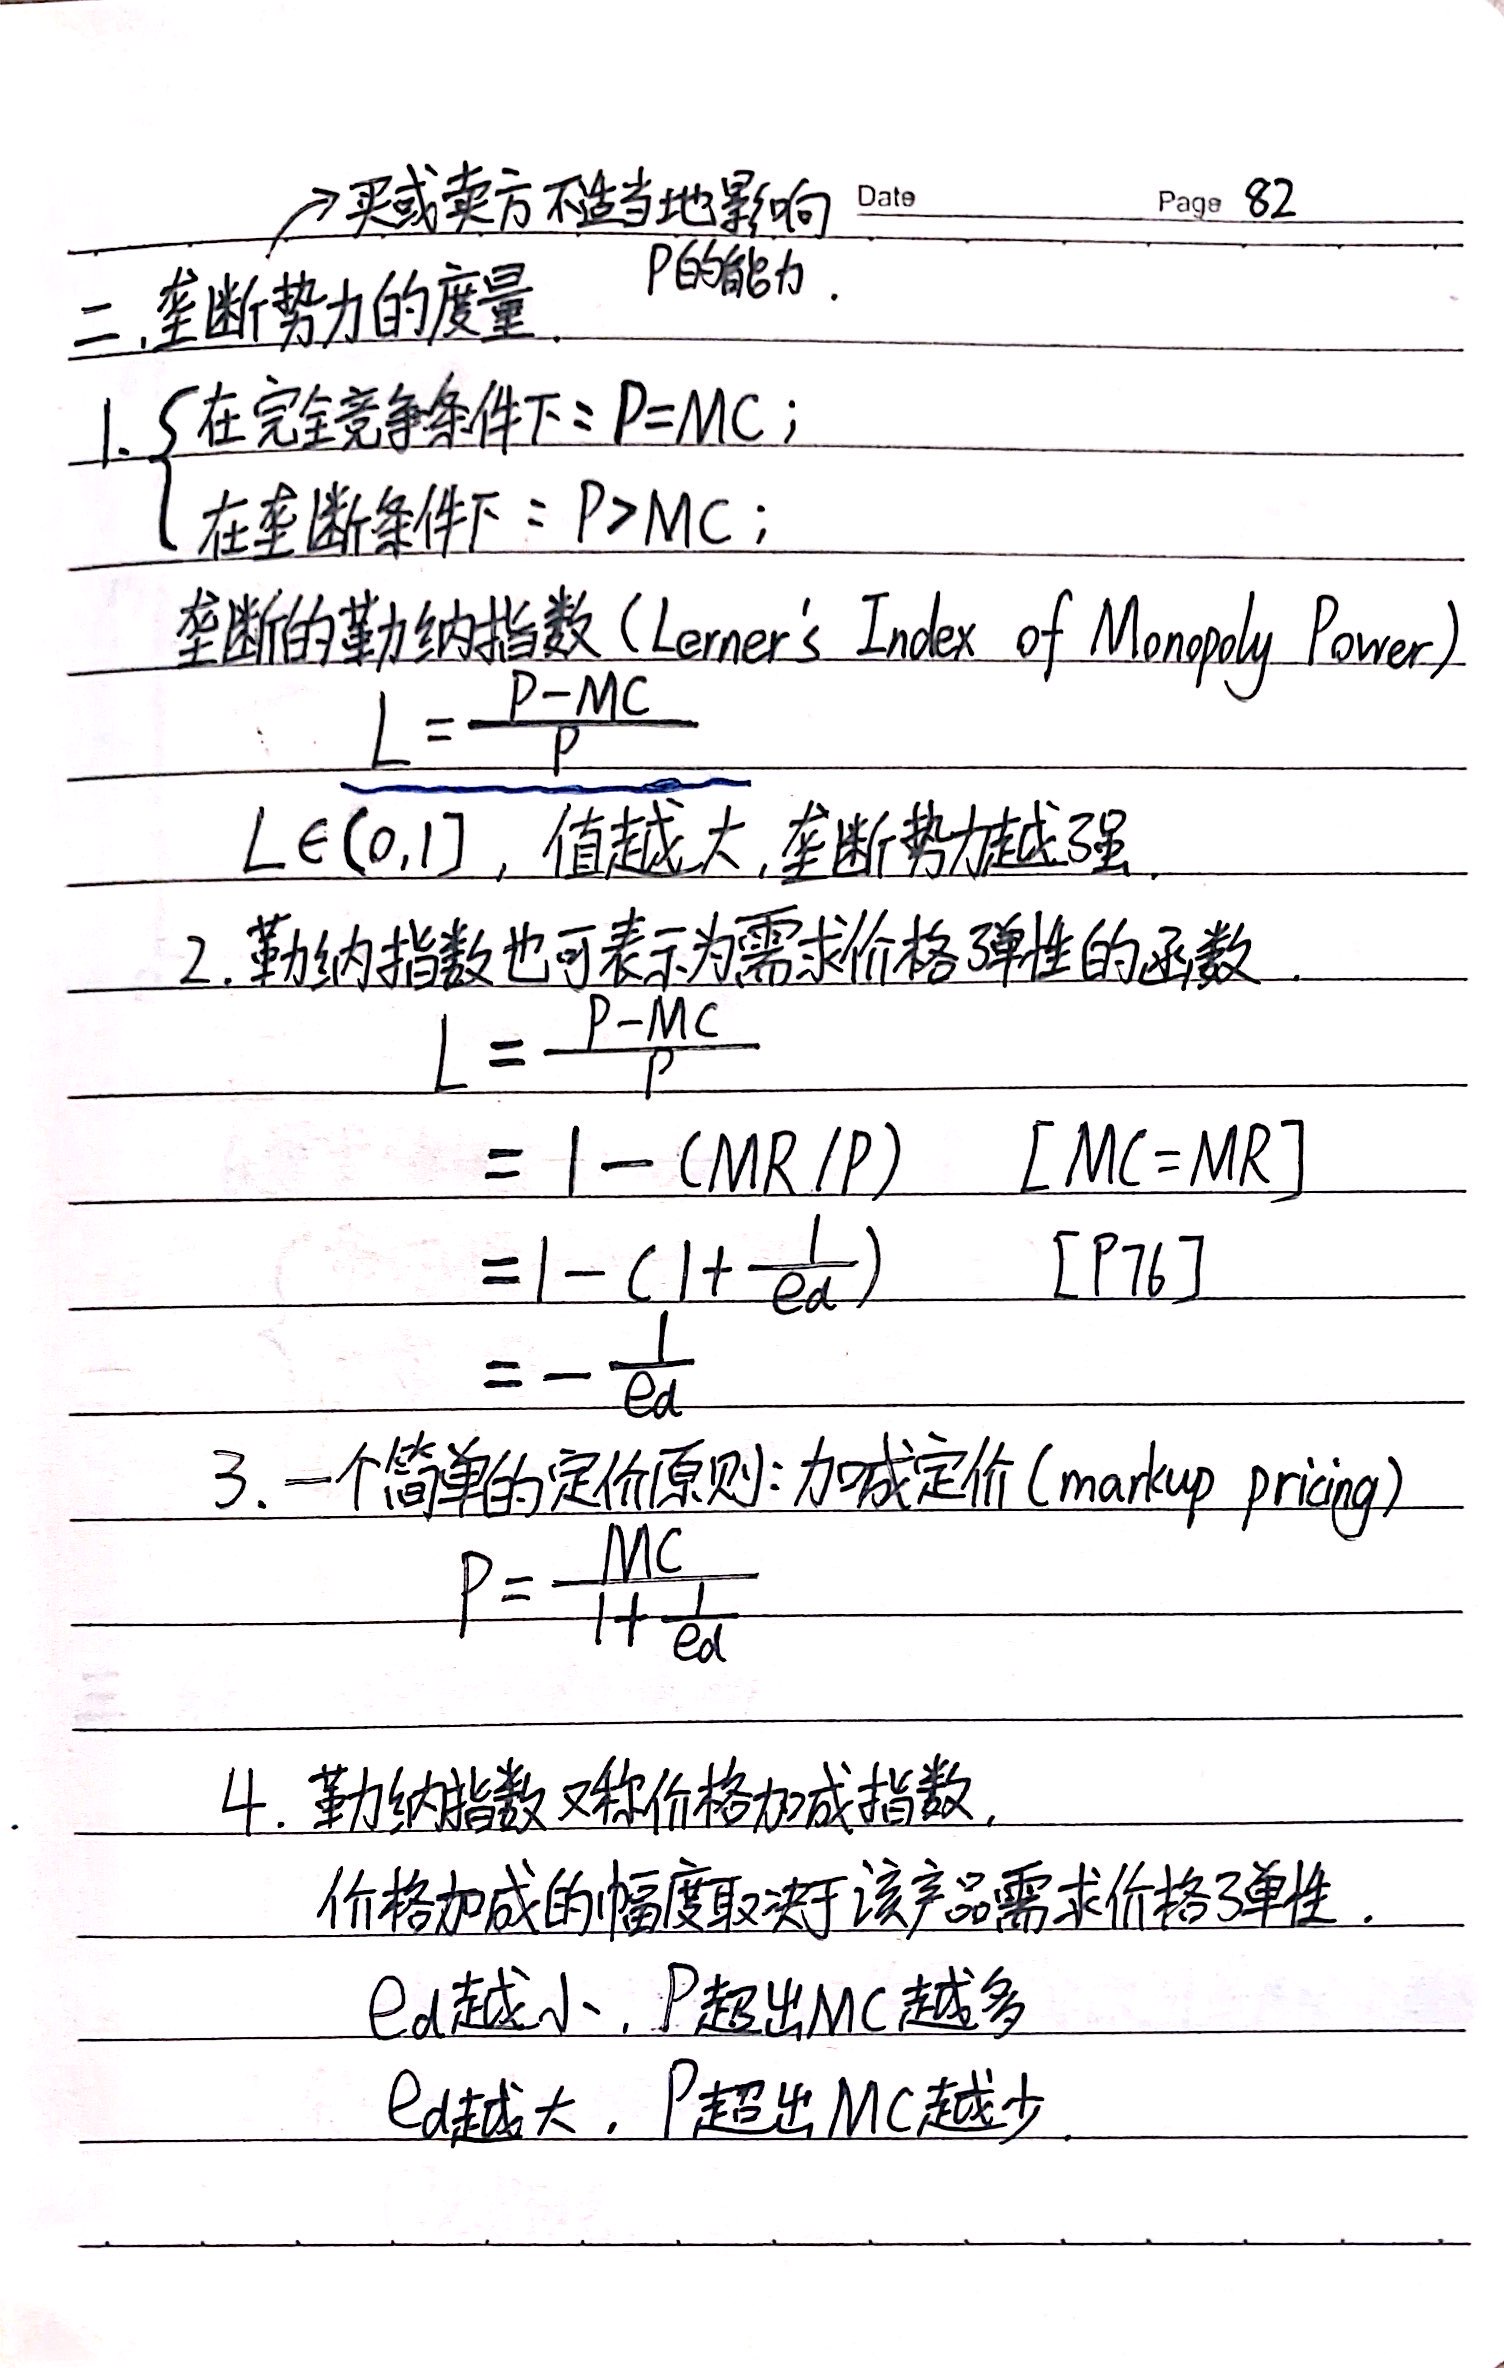 买或卖方不适当地影响
P的能力.
Date Page 82
二.垄断势力的度量.
1. { 在完全竞争条件下: P=MC;
在垄断条件下: P>MC;
垄断的勒纳指数(Lerner's Index of Monopoly Power)
L = \frac{P-MC}{P}
L∈(0,1], 值越大,垄断势力越强.
2. 勒纳指数也可表示为需求价格弹性的函数.
L = \frac{P-MC}{P}
= 1-(MR/P) [MC=MR]
= 1-(1+\frac{1}{ed}) [P76]
= -\frac{1}{ed}
3. 一个简单的定价原则:加成定价(markup pricing)
P = \frac{MC}{1+\frac{1}{ed}}
4. 勒纳指数又称价格加成指数,
价格加成的幅度取决于该产品需求价格弹性.
ed越小, P超出MC越多
ed越大, P超出MC越少.